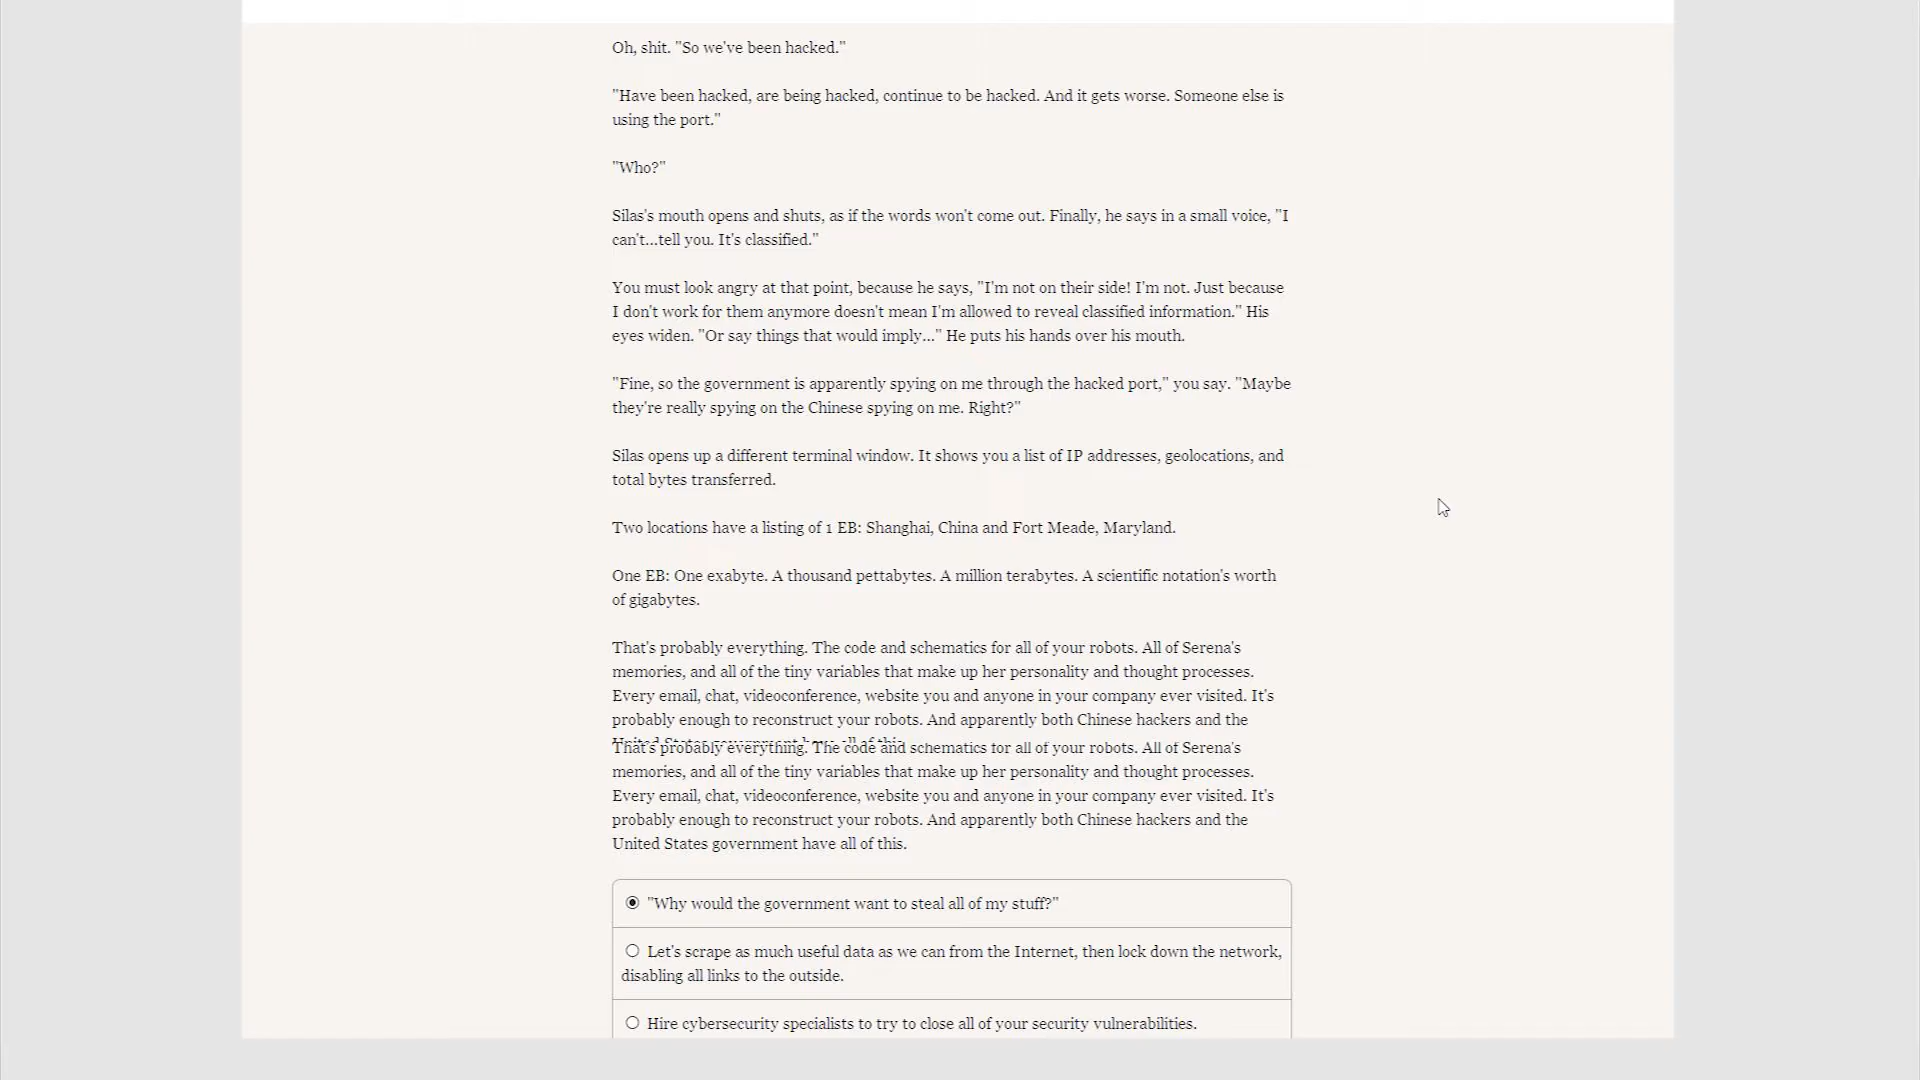 Oh, shit. "So we've been hacked."
"Have been hacked, are being hacked, continue to be hacked. And it gets worse. Someone else is
using the port."
"Who?"
Silas's mouth opens and shuts, as if the words won't come out. Finally, he says in a small voice, "I
can't...tell you. It's classified."
You must look angry at that point, because he says, "I'm not on their side! I'm not. Just because
I don't work for them anymore doesn't mean I'm allowed to reveal classified information." His
eyes widen. "Or say things that would imply..." He puts his hands over his mouth.
"Fine, so the government is apparently spying on me through the hacked port," you say. "Maybe
they're really spying on the Chinese spying on me. Right?"
Silas opens up a different terminal window. It shows you a list of IP addresses, geolocations, and
total bytes transferred.
Two locations have a listing of 1 EB: Shanghai, China and Fort Meade, Maryland.
One EB: One exabyte. A thousand pettabytes. A million terabytes. A scientific notation's worth
of gigabytes.
That's probably everything. The code and schematics for all of your robots. All of Serena's
memories, and all of the tiny variables that make up her personality and thought processes.
Every email, chat, videoconference, website you and anyone in your company ever visited. It's
probably enough to reconstruct your robots. And apparently both Chinese hackers and the
That's probably everything. The code and schematics for all of your robots. All of Serena's
memories, and all of the tiny variables that make up her personality and thought processes.
Every email, chat, videoconference, website you and anyone in your company ever visited. It's
probably enough to reconstruct your robots. And apparently both Chinese hackers and the
United States government have all of this.
"Why would the government want to steal all of my stuff?"
Let's scrape as much useful data as we can from the Internet, then lock down the network,
disabling all links to the outside.
Hire cybersecurity specialists to try to close all of your security vulnerabilities.